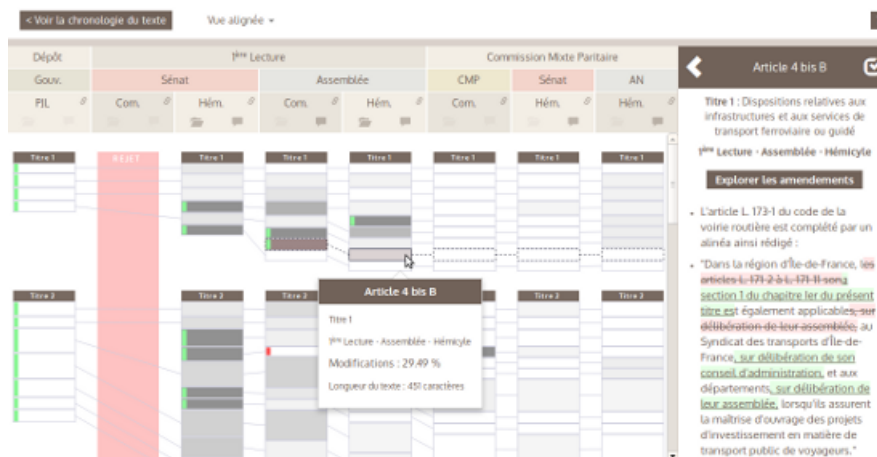 < Voir la chronologie du texte
Vue alignée
Dépôt
1ère Lecture
Commission Mixte Paritaire
Gouv.
Sénat
Assemblée
CMP
Sénat
AN
PJL
Com.
Hém.
Com.
Hém.
Com.
Hém.
Hém.
Titre 1
REJET
Titre 1
Titre 1
Titre 1
Titre 1
Titre 1
Titre 1
Titre 2
Titre 2
Titre 2
Titre 2
Titre 2
Article 4 bis B
Titre 1
1ère Lecture - Assemblée - Hémicyle
Modifications : 29.49 %
Longueur du texte : 451 caractères
Article 4 bis B
Titre 1 : Dispositions relatives aux
infrastructures et aux services de
transport ferroviaire ou guidé
1ère Lecture - Assemblée - Hémicyle
Explorer les amendements
L'article L. 173-1 du code de la
voirie routière est complété par un
alinéa ainsi rédigé :
"Dans la région d'Île-de-France, les
articles L. 171-2 à L. 171-11 sont
section 1 du chapitre Ier du présent
titre est également applicables, sur
délibération de leur assemblée, au
Syndicat des transports d'Île-de-
France, sur délibération de son
conseil d'administration, et aux
départements, sur délibération de
leur assemblée, lorsqu'ils assurent
la maîtrise d'ouvrage des projets
d'investissement en matière de
transport public de voyageurs."